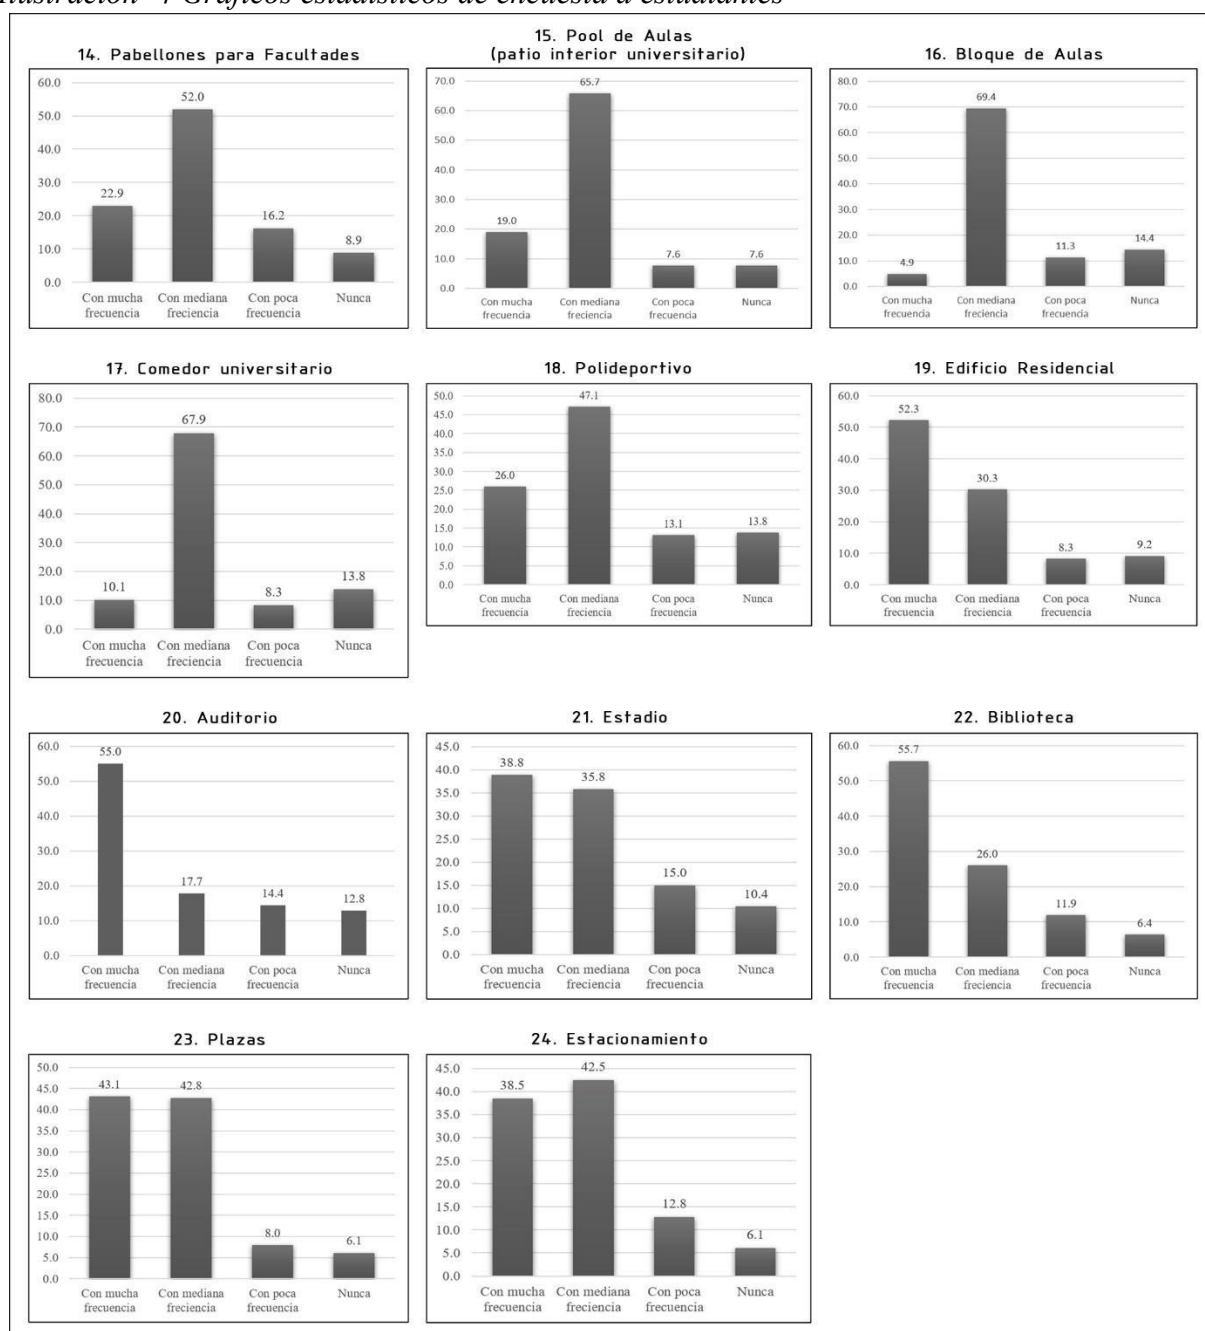 Ilustración 4 Gráficos estadísticos de encuesta a estudiantes
14. Pabellones para Facultades
60.0
50.0
40.0
30.0
20.0
10.0
0.0
22.9
52.0
16.2
8.9
Con mucha frecuencia
Con mediana freciencia
Con poca frecuencia
Nunca
15. Pool de Aulas
(patio interior universitario)
70.0
60.0
50.0
40.0
30.0
20.0
10.0
0.0
19.0
65.7
7.6
7.6
Con mucha frecuencia
Con mediana freciencia
Con poca frecuencia
Nunca
16. Bloque de Aulas
80.0
70.0
60.0
50.0
40.0
30.0
20.0
10.0
0.0
4.9
69.4
11.3
14.4
Con mucha frecuencia
Con mediana freciencia
Con poca frecuencia
Nunca
17. Comedor universitario
80.0
70.0
60.0
50.0
40.0
30.0
20.0
10.0
0.0
10.1
67.9
8.3
13.8
Con mucha frecuencia
Con mediana freciencia
Con poca frecuencia
Nunca
18. Polideportivo
50.0
45.0
40.0
35.0
30.0
25.0
20.0
15.0
10.0
5.0
0.0
26.0
47.1
13.1
13.8
Con mucha frecuencia
Con mediana freciencia
Con poca frecuencia
Nunca
19. Edificio Residencial
60.0
50.0
40.0
30.0
20.0
10.0
0.0
52.3
30.3
8.3
9.2
Con mucha frecuencia
Con mediana freciencia
Con poca frecuencia
Nunca
20. Auditorio
60.0
50.0
40.0
30.0
20.0
10.0
0.0
55.0
17.7
14.4
12.8
Con mucha frecuencia
Con mediana freciencia
Con poca frecuencia
Nunca
21. Estadio
45.0
40.0
35.0
30.0
25.0
20.0
15.0
10.0
5.0
0.0
38.8
35.8
15.0
10.4
Con mucha frecuencia
Con mediana freciencia
Con poca frecuencia
Nunca
22. Biblioteca
60.0
50.0
40.0
30.0
20.0
10.0
0.0
55.7
26.0
11.9
6.4
Con mucha frecuencia
Con mediana freciencia
Con poca frecuencia
Nunca
23. Plazas
50.0
45.0
40.0
35.0
30.0
25.0
20.0
15.0
10.0
5.0
0.0
43.1
42.8
8.0
6.1
Con mucha frecuencia
Con mediana freciencia
Con poca frecuencia
Nunca
24. Estacionamiento
45.0
40.0
35.0
30.0
25.0
20.0
15.0
10.0
5.0
0.0
38.5
42.5
12.8
6.1
Con mucha frecuencia
Con mediana freciencia
Con poca frecuencia
Nunca